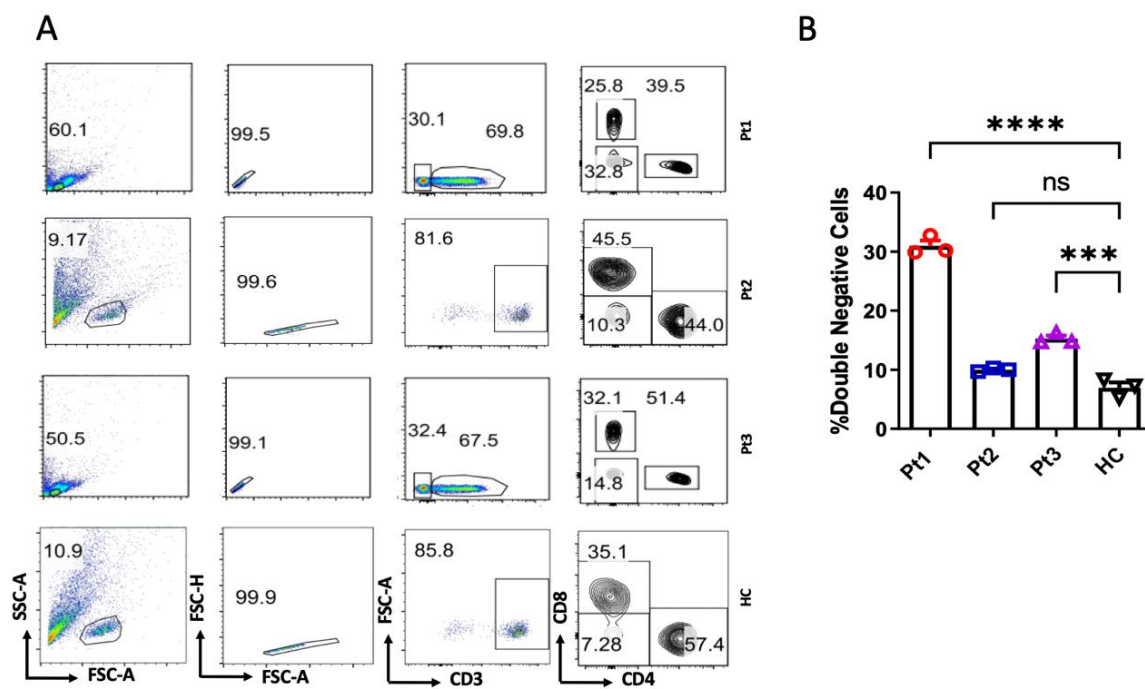 A
60.1
99.5
30.1
69.8
25.8 39.5
32.8
Pt1
9.17
99.6
81.6
45.5
10.3
44.0
Pt2
50.5
99.1
32.4
67.5
32.1 51.4
14.8
Pt3
10.9
99.9
85.8
35.1
7.28
57.4
HC
SSC-A
FSC-A
FSC-H
FSC-A
FSC-A
CD3
CD8
CD4
B
****
ns
***
%Double Negative Cells
40
30
20
10
0
Pt1
Pt2
Pt3
HC